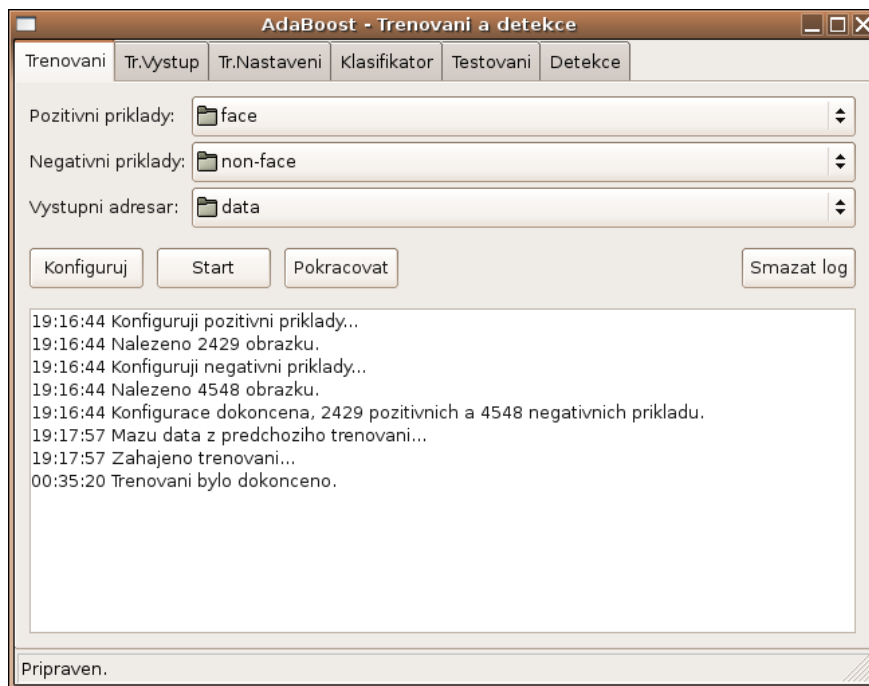 AdaBoost - Trenovani a detekce
Trenovani Tr.Vystup Tr.Nastaveni Klasifikator Testovani Detekce
Pozitivni priklady: face
Negativni priklady: non-face
Vystupni adresar: data
Konfiguruj Start Pokracovat Smazat log
19:16:44 Konfiguruji pozitivni priklady...
19:16:44 Nalezeno 2429 obrazku.
19:16:44 Konfiguruji negativni priklady...
19:16:44 Nalezeno 4548 obrazku.
19:16:44 Konfigurace dokoncena, 2429 pozitivnich a 4548 negativnich prikladu.
19:17:57 Mazu data z predchoziho trenovani...
19:17:57 Zahajeno trenovani...
00:35:20 Trenovani bylo dokonceno.
Pripraven.